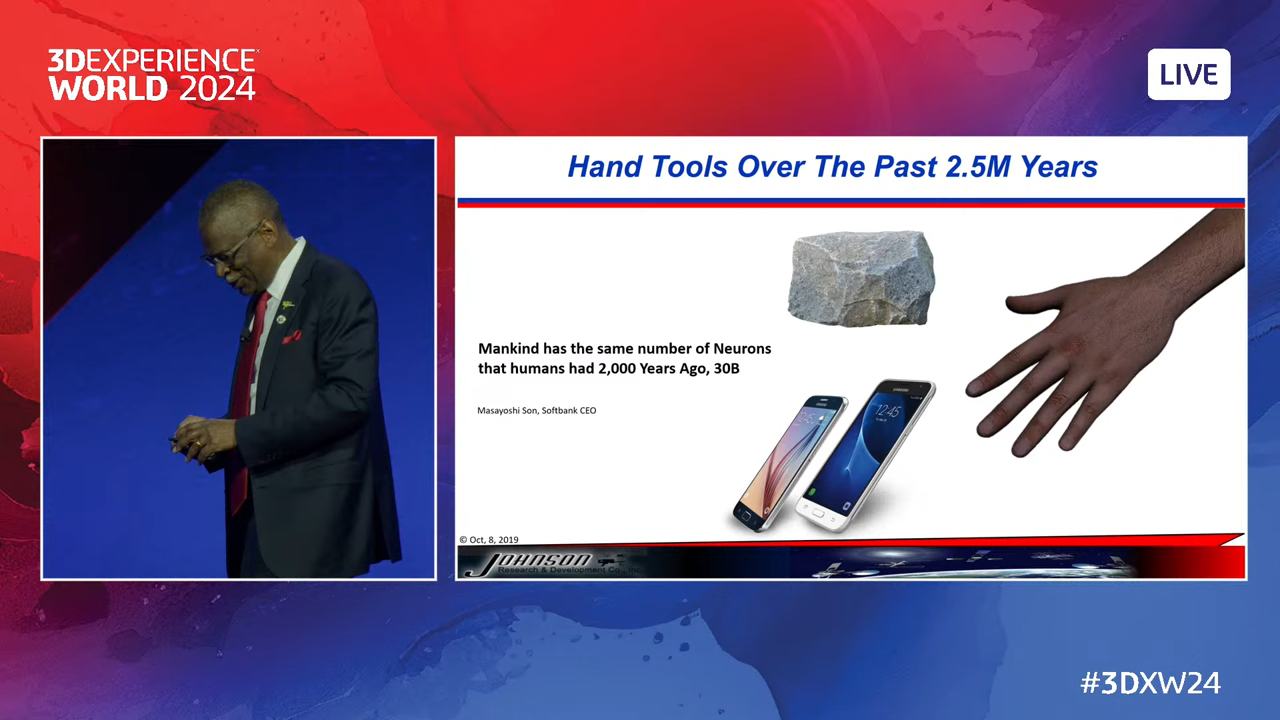 3DEXPERIENCE
WORLD 2024
LIVE
Hand Tools Over The Past 2.5M Years
Mankind has the same number of Neurons
that humans had 2,000 Years Ago, 30B
Masayoshi Son, Softbank CEO
12:45
© Oct, 8, 2019
JOHNSON
Research & Development Co., Inc.
#3DXW24